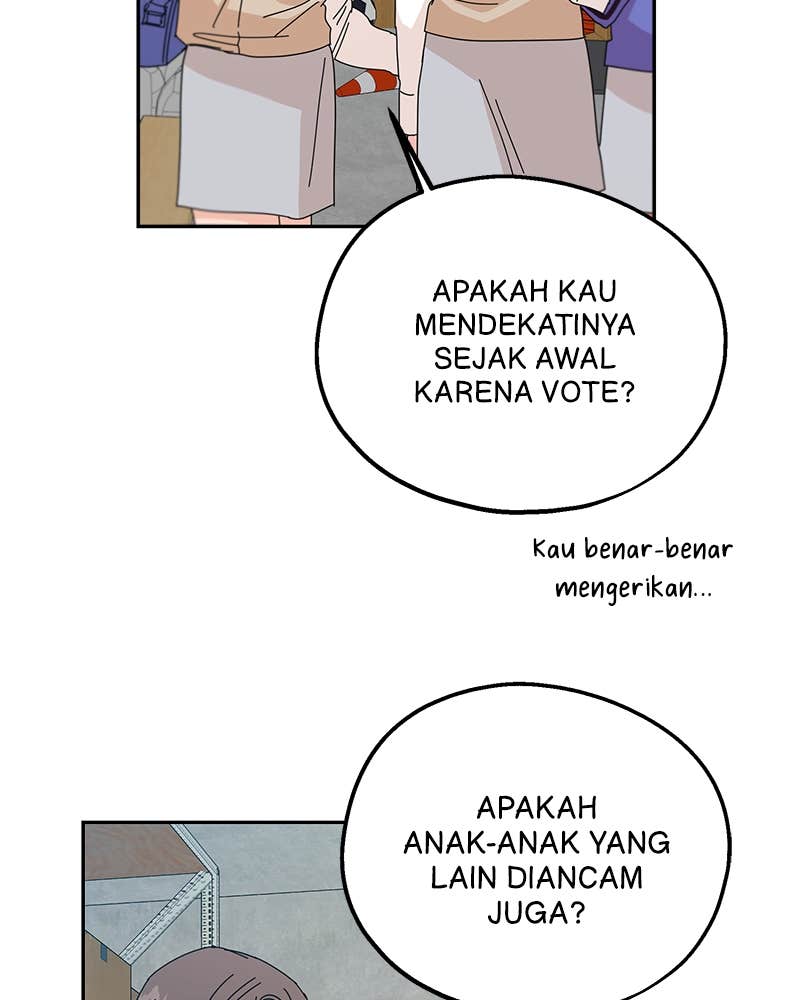 APAKAH KAU
MENDEKATINYA
SEJAK AWAL
KARENA VOTE?
Kau benar-benar
mengerikan...
APAKAH
ANAK-ANAK YANG
LAIN DIANCAM
JUGA?